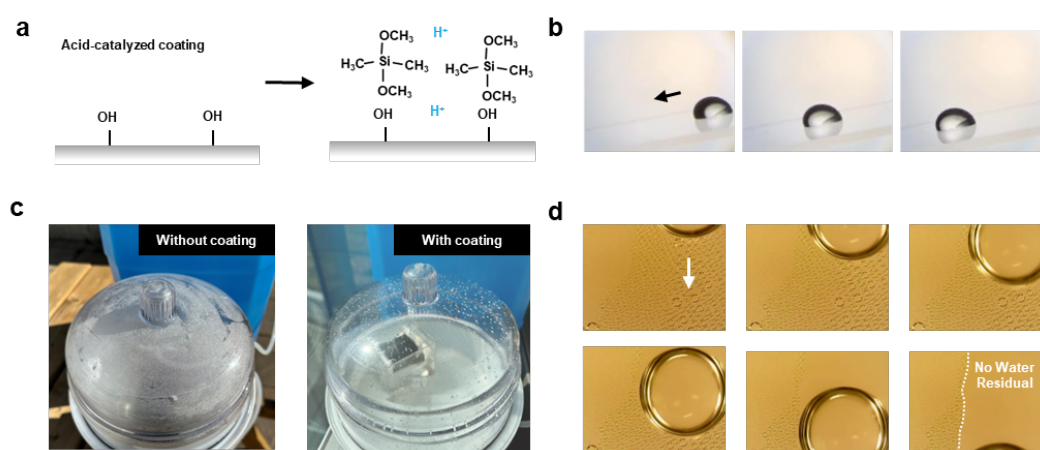 a
Acid-catalyzed coating
OH
OH
OCH₃
H₃C
Si
CH₃
OCH₃
H⁺
OCH₃
H₃C
Si
CH₃
OCH₃
OH
H⁺
OH
b
c
Without coating
With coating
d
No Water
Residual